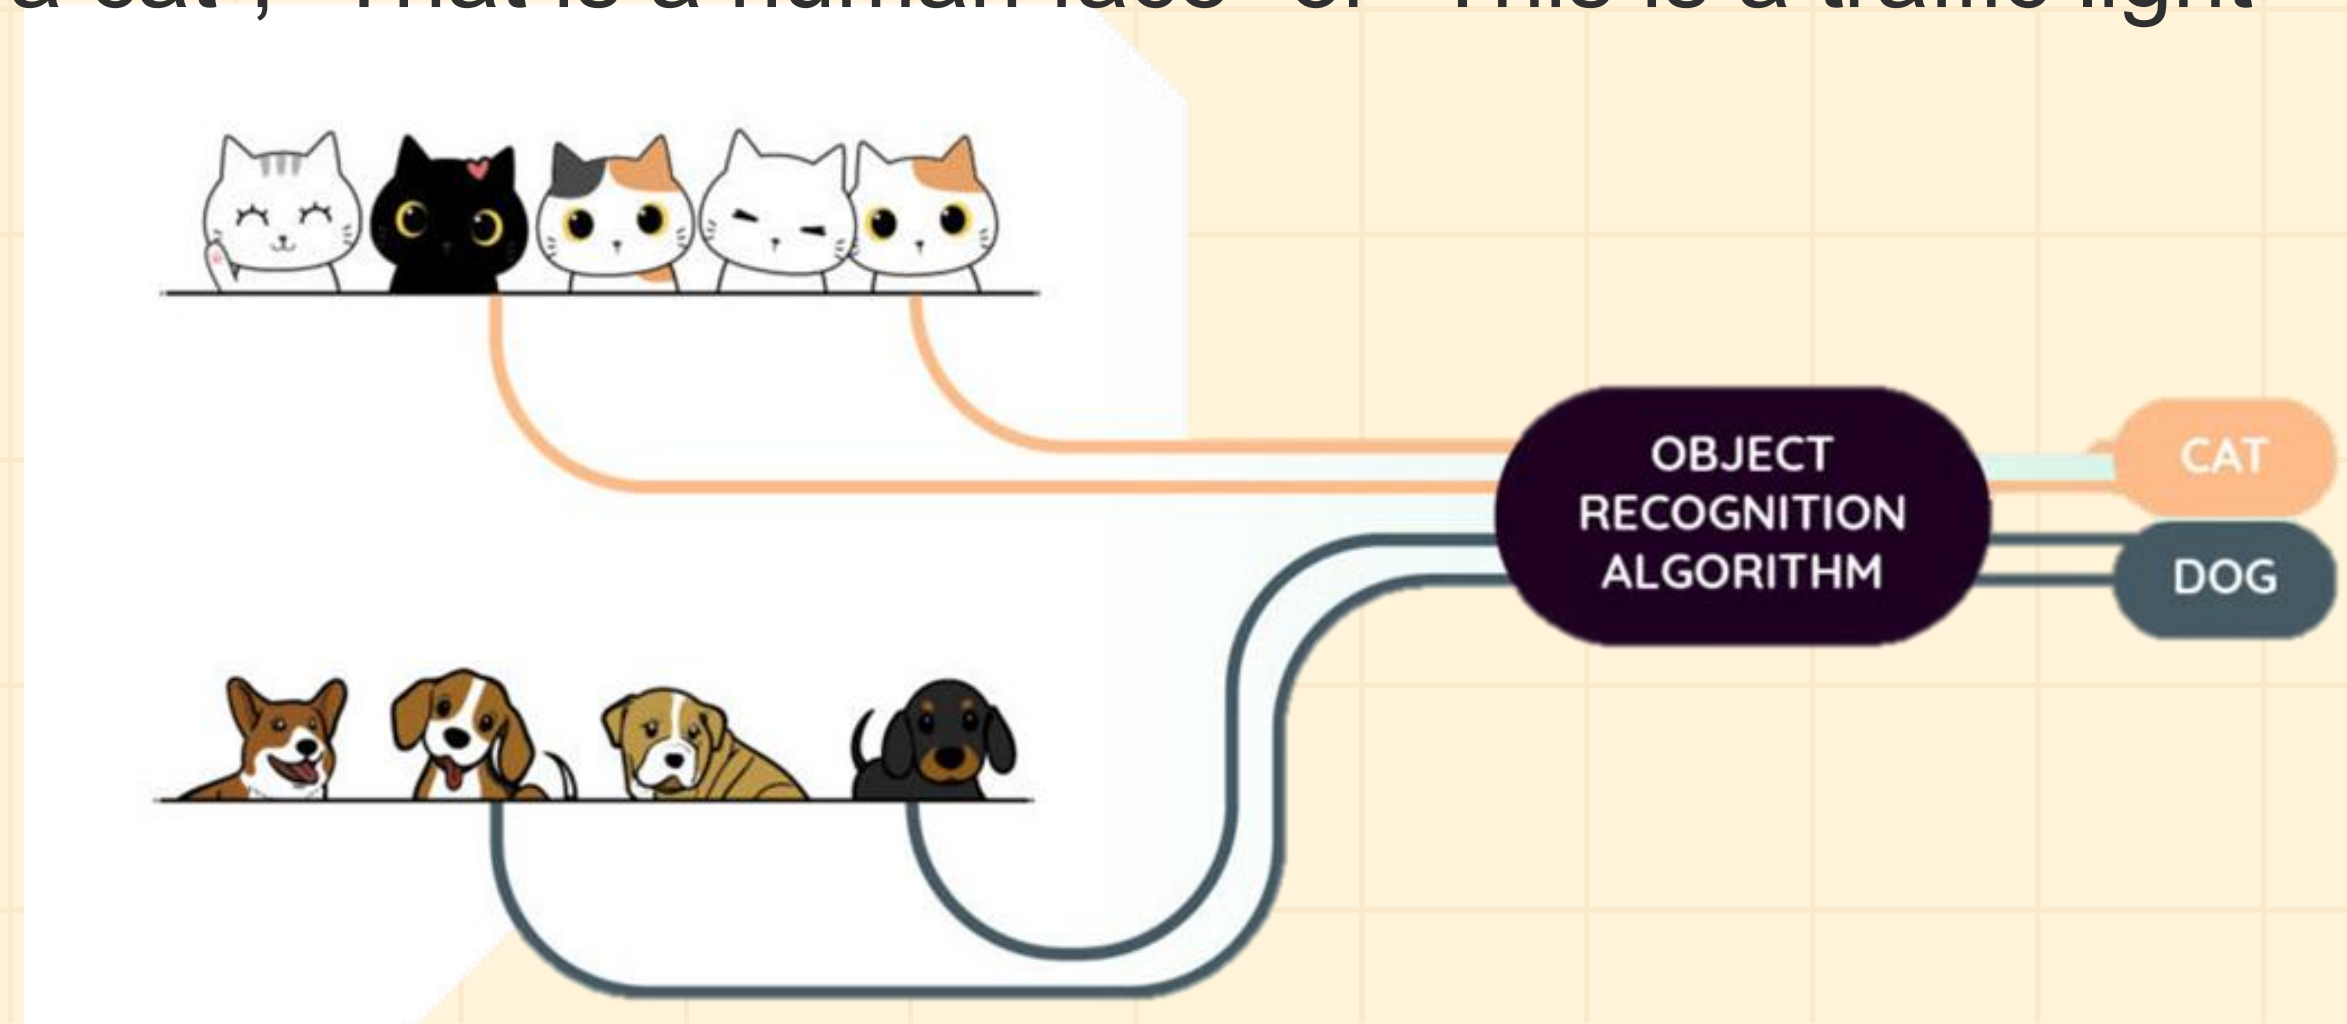 a cat", "That is a human face" or "This is a traffic light"
OBJECT
RECOGNITION
ALGORITHM
CAT
DOG